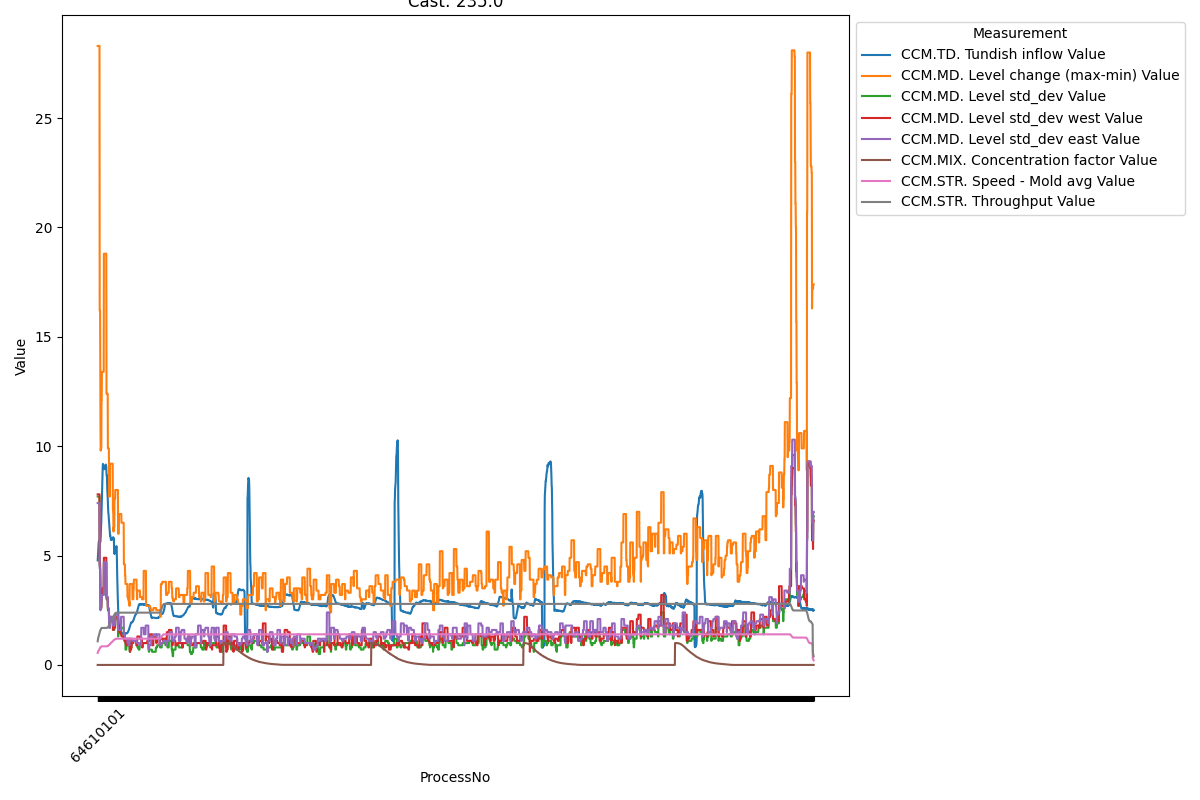 Cast: 235.0
Measurement
CCM.TD. Tundish inflow Value
CCM.MD. Level change (max-min) Value
CCM.MD. Level std_dev Value
CCM.MD. Level std_dev west Value
CCM.MD. Level std_dev east Value
CCM.MIX. Concentration factor Value
CCM.STR. Speed - Mold avg Value
CCM.STR. Throughput Value
25
20
15
10
5
0
Value
64610101
ProcessNo